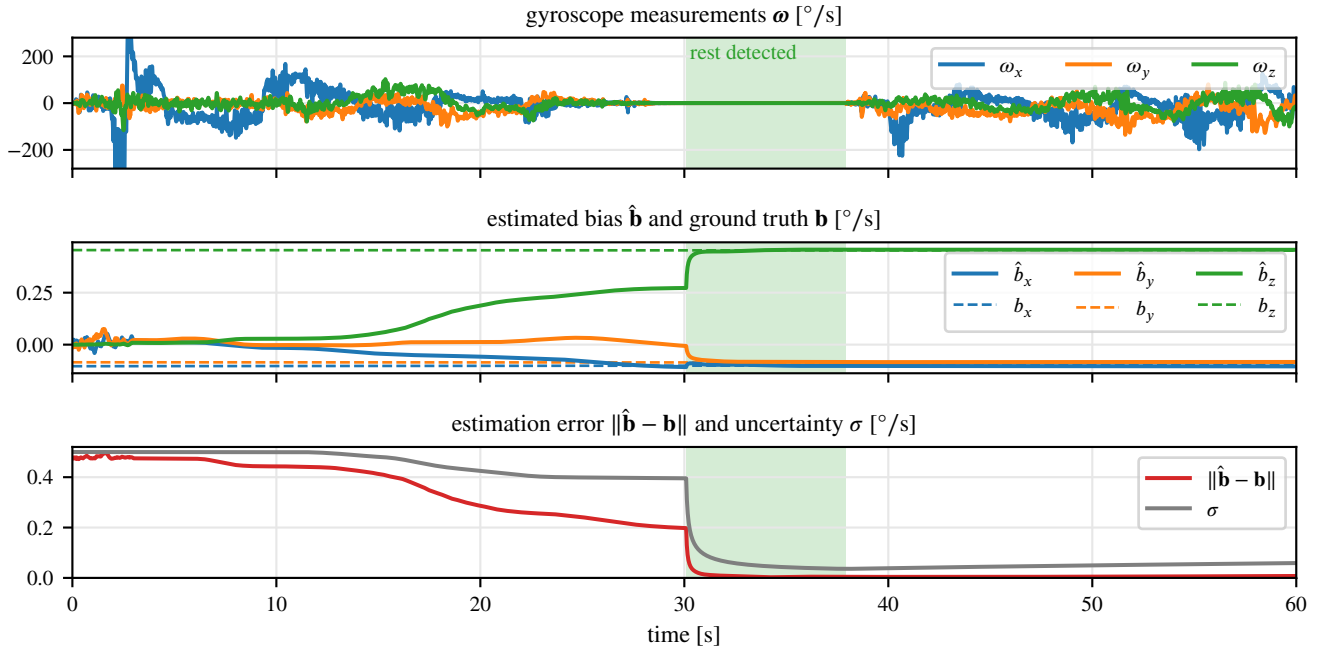 gyroscope measurements ω [°/s]
200
0
−200
rest detected
ω_x ω_y ω_z
estimated bias b̂ and ground truth b [°/s]
0.25
0.00
b̂_x b̂_y b̂_z
b_x b_y b_z
estimation error ‖b̂ − b‖ and uncertainty σ [°/s]
0.4
0.2
0.0
‖b̂ − b‖
σ
0 10 20 30 40 50 60
time [s]